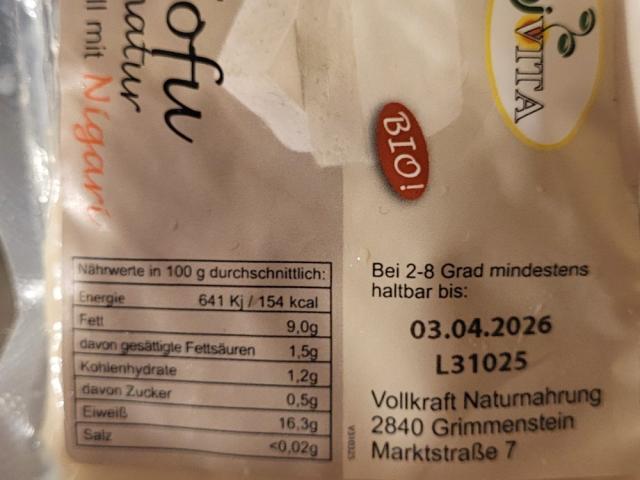 ofu
natur
ll mit Nigari
VITA
BIO!
Nährwerte in 100 g durchschnittlich:
Energie 641 Kj / 154 kcal
Fett 9,0g
davon gesättigte Fettsäuren 1,5g
Kohlenhydrate 1,2g
davon Zucker 0,5g
Eiweiß 16,3g
Salz <0,02g
V310325
Bei 2-8 Grad mindestens
haltbar bis:
03.04.2026
L31025
Vollkraft Naturnahrung
2840 Grimmenstein
Marktstraße 7